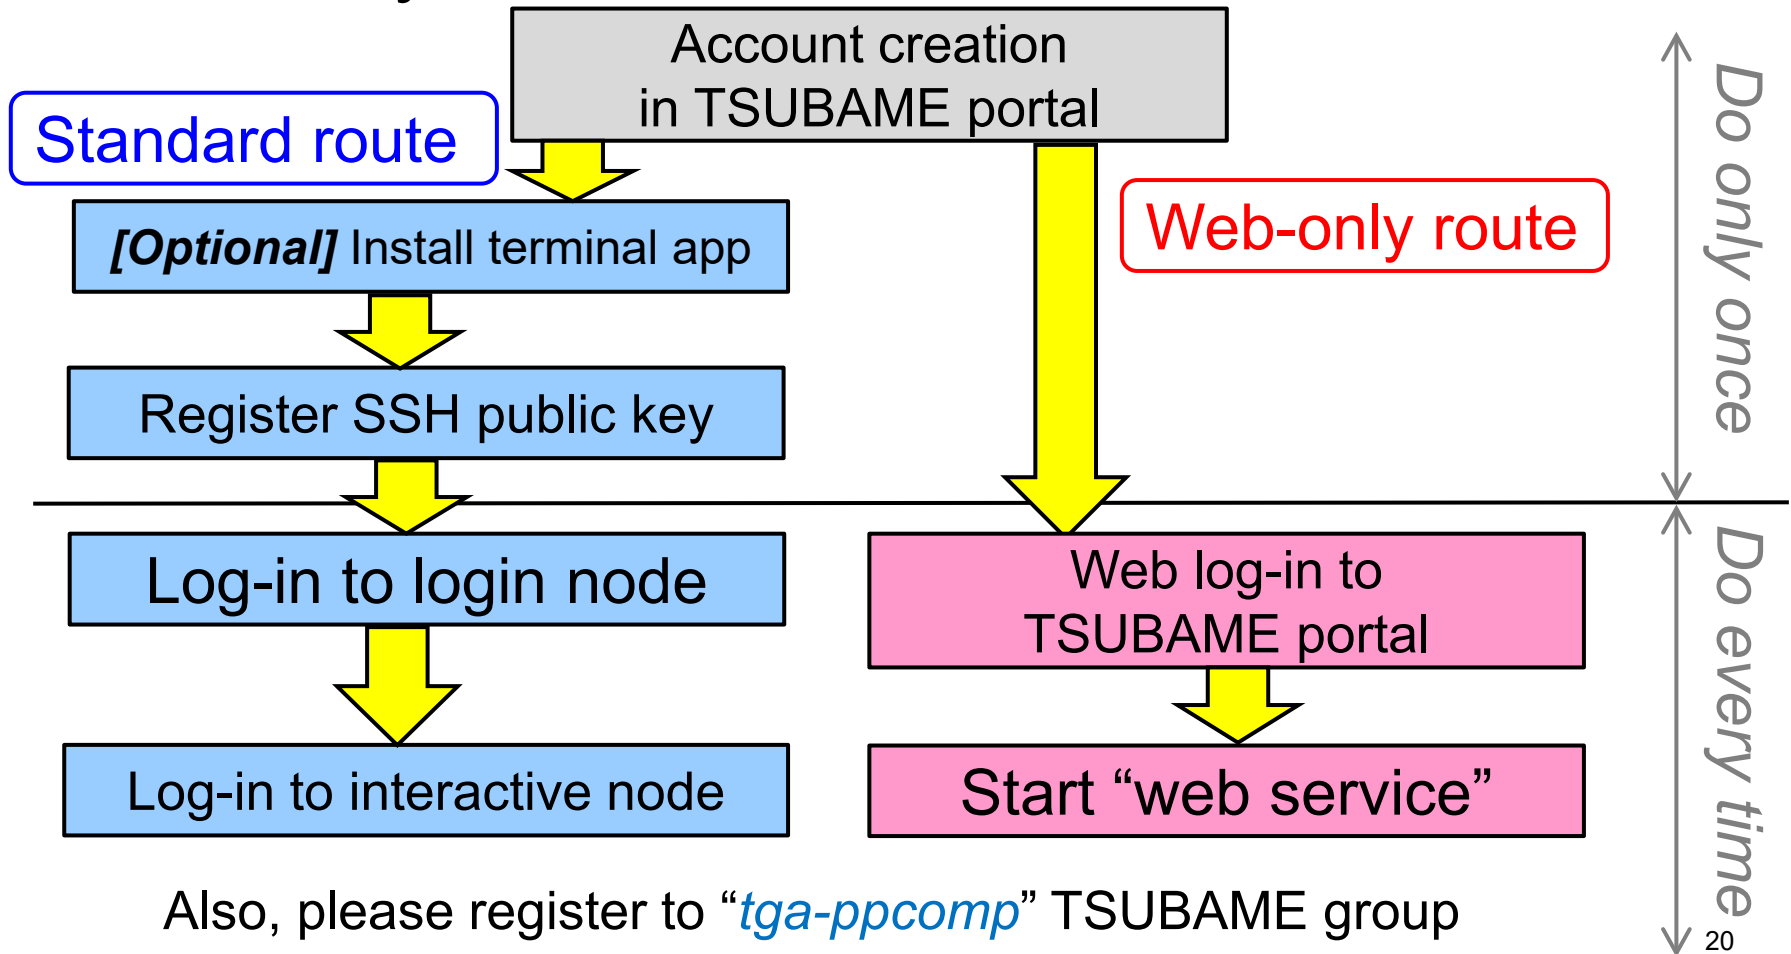 Account creation
in TSUBAME portal
Standard route
Web-only route
[Optional] Install terminal app
Register SSH public key
Do only once
Log-in to login node
Web log-in to
TSUBAME portal
Log-in to interactive node
Start “web service”
Do every time
Also, please register to “tga-ppcomp” TSUBAME group
20